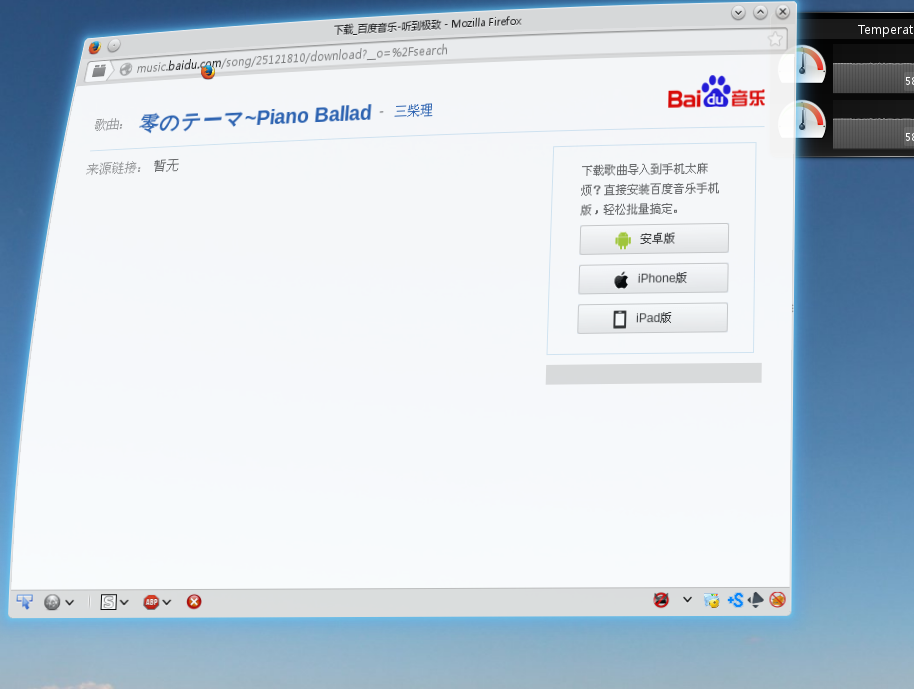 下载_百度音乐-听到极致 - Mozilla Firefox
music.baidu.com/song/25121810/download?__o=%2Fsearch
Temperat
58
58
Bai du 音乐
歌曲： 零のテーマ~Piano Ballad - 三柴理
来源链接： 暂无
下载歌曲导入到手机太麻
烦？直接安装百度音乐手机
版，轻松批量搞定。
安卓版
iPhone版
iPad版
S
ABP
+S